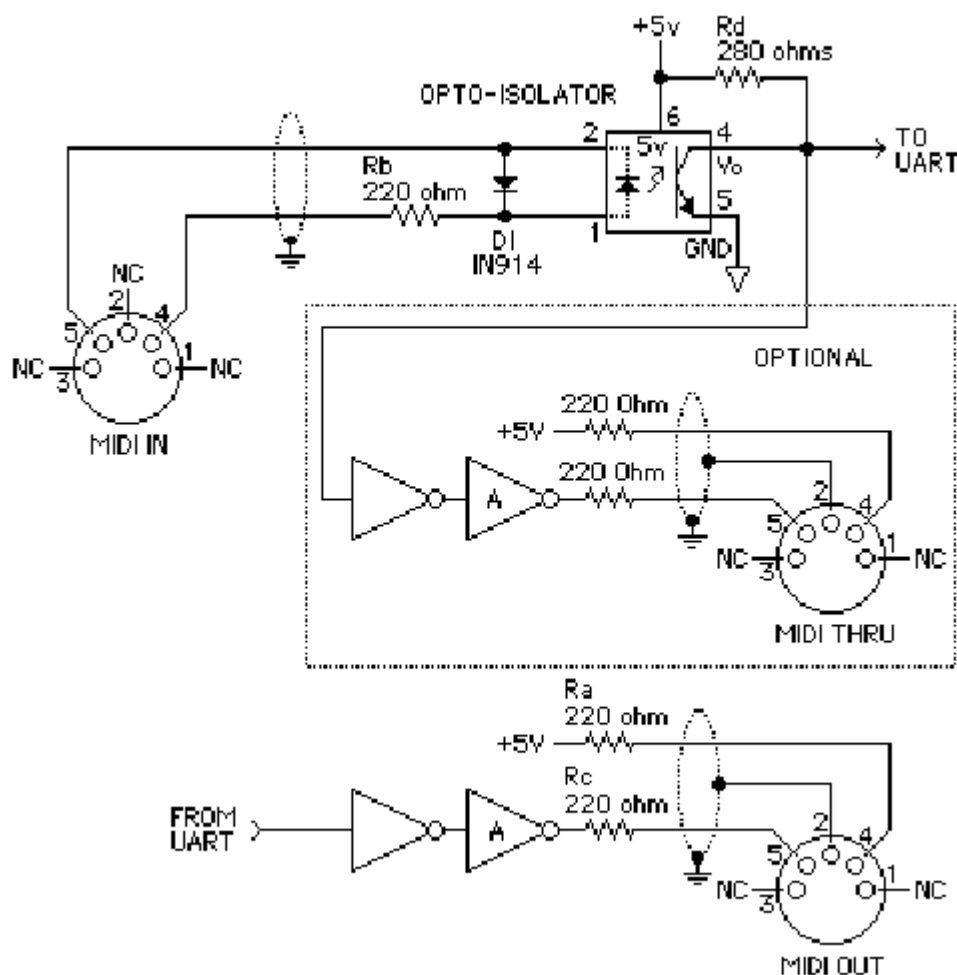 +5v
Rd
280 ohms
OPTO-ISOLATOR
6
2
5v
4
TO
UART
Vo
Rb
220 ohm
5
1
GND
D1
IN914
NC
2
5
4
NC
3
1
NC
MIDI IN
OPTIONAL
220 Ohm
+5V
220 Ohm
A
2
5
4
NC
3
1
NC
MIDI THRU
Ra
220 ohm
+5V
Rc
220 ohm
FROM
UART
A
2
5
4
NC
3
1
NC
MIDI OUT